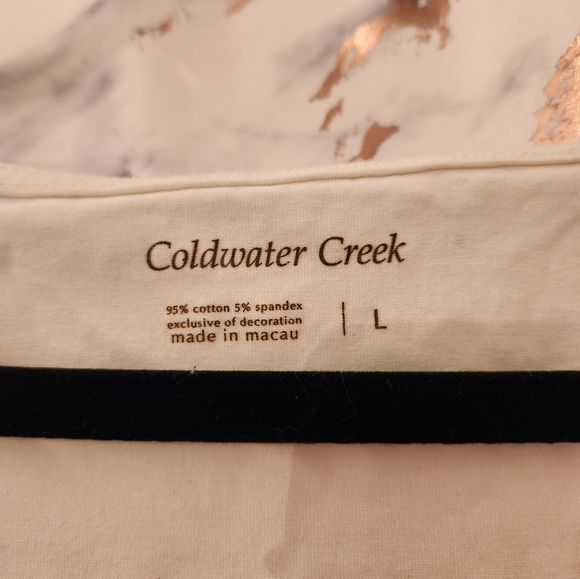 Coldwater Creek
95% cotton 5% spandex
exclusive of decoration
made in macau
L